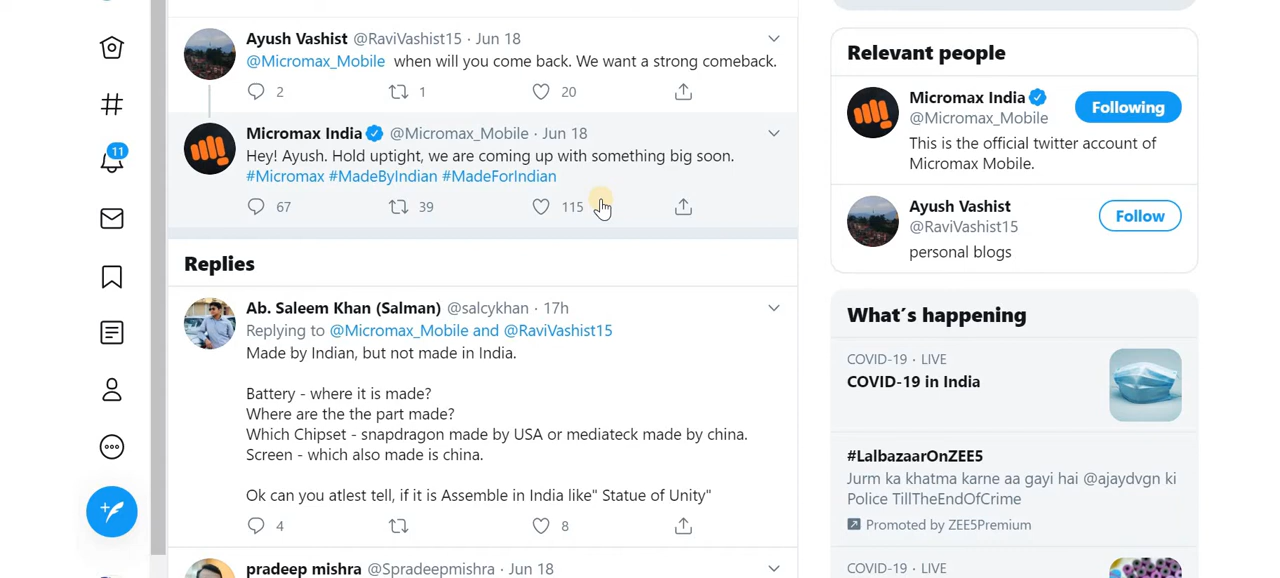 Ayush Vashist @RaviVashist15 · Jun 18
@Micromax_Mobile when will you come back. We want a strong comeback.
2 1 20
Micromax India @Micromax_Mobile · Jun 18
Hey! Ayush. Hold uptight, we are coming up with something big soon.
#Micromax #MadeByIndian #MadeForIndian
67 39 115
Replies
Ab. Saleem Khan (Salman) @salcykhan · 17h
Replying to @Micromax_Mobile and @RaviVashist15
Made by Indian, but not made in India.
Battery - where it is made?
Where are the the part made?
Which Chipset - snapdragon made by USA or mediateck made by china.
Screen - which also made is china.
Ok can you atlest tell, if it is Assemble in India like" Statue of Unity"
4 8
pradeep mishra @Spradeepmishra · Jun 18
11
Relevant people
Micromax India
Following
@Micromax_Mobile
This is the official twitter account of
Micromax Mobile.
Ayush Vashist
Follow
@RaviVashist15
personal blogs
What's happening
COVID-19 · LIVE
COVID-19 in India
#LalbazaarOnZEE5
Jurm ka khatma karne aa gayi hai @ajaydvgn ki
Police TillTheEndOfCrime
Promoted by ZEE5Premium
COVID-19 · LIVE